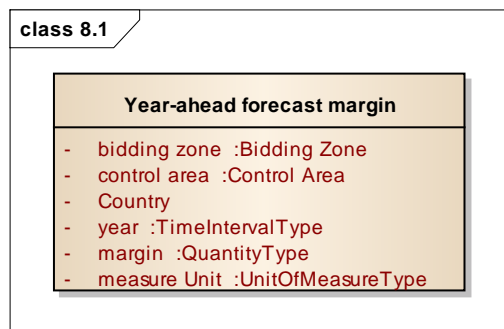 class 8.1
Year-ahead forecast margin
- bidding zone :Bidding Zone
- control area :Control Area
- Country
- year :TimeIntervalType
- margin :QuantityType
- measure Unit :UnitOfMeasureType